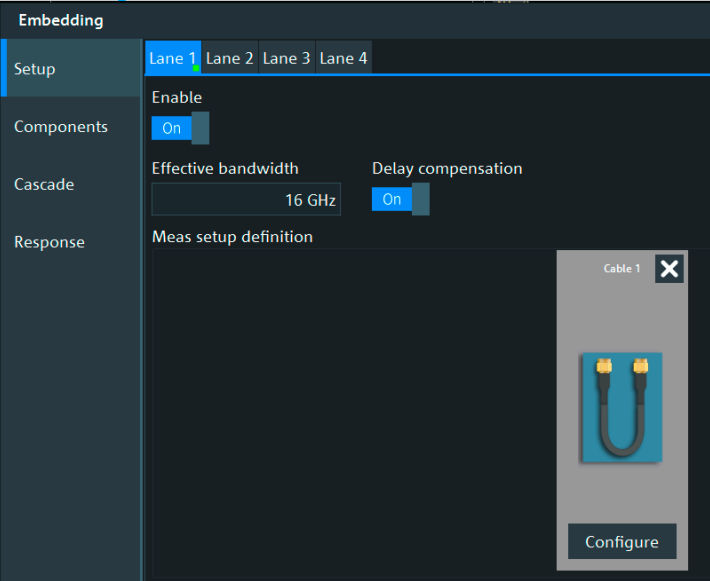 Embedding
Setup
Components
Cascade
Response
Lane 1 Lane 2 Lane 3 Lane 4
Enable
On
Effective bandwidth Delay compensation
16 GHz On
Meas setup definition
Cable 1
Configure